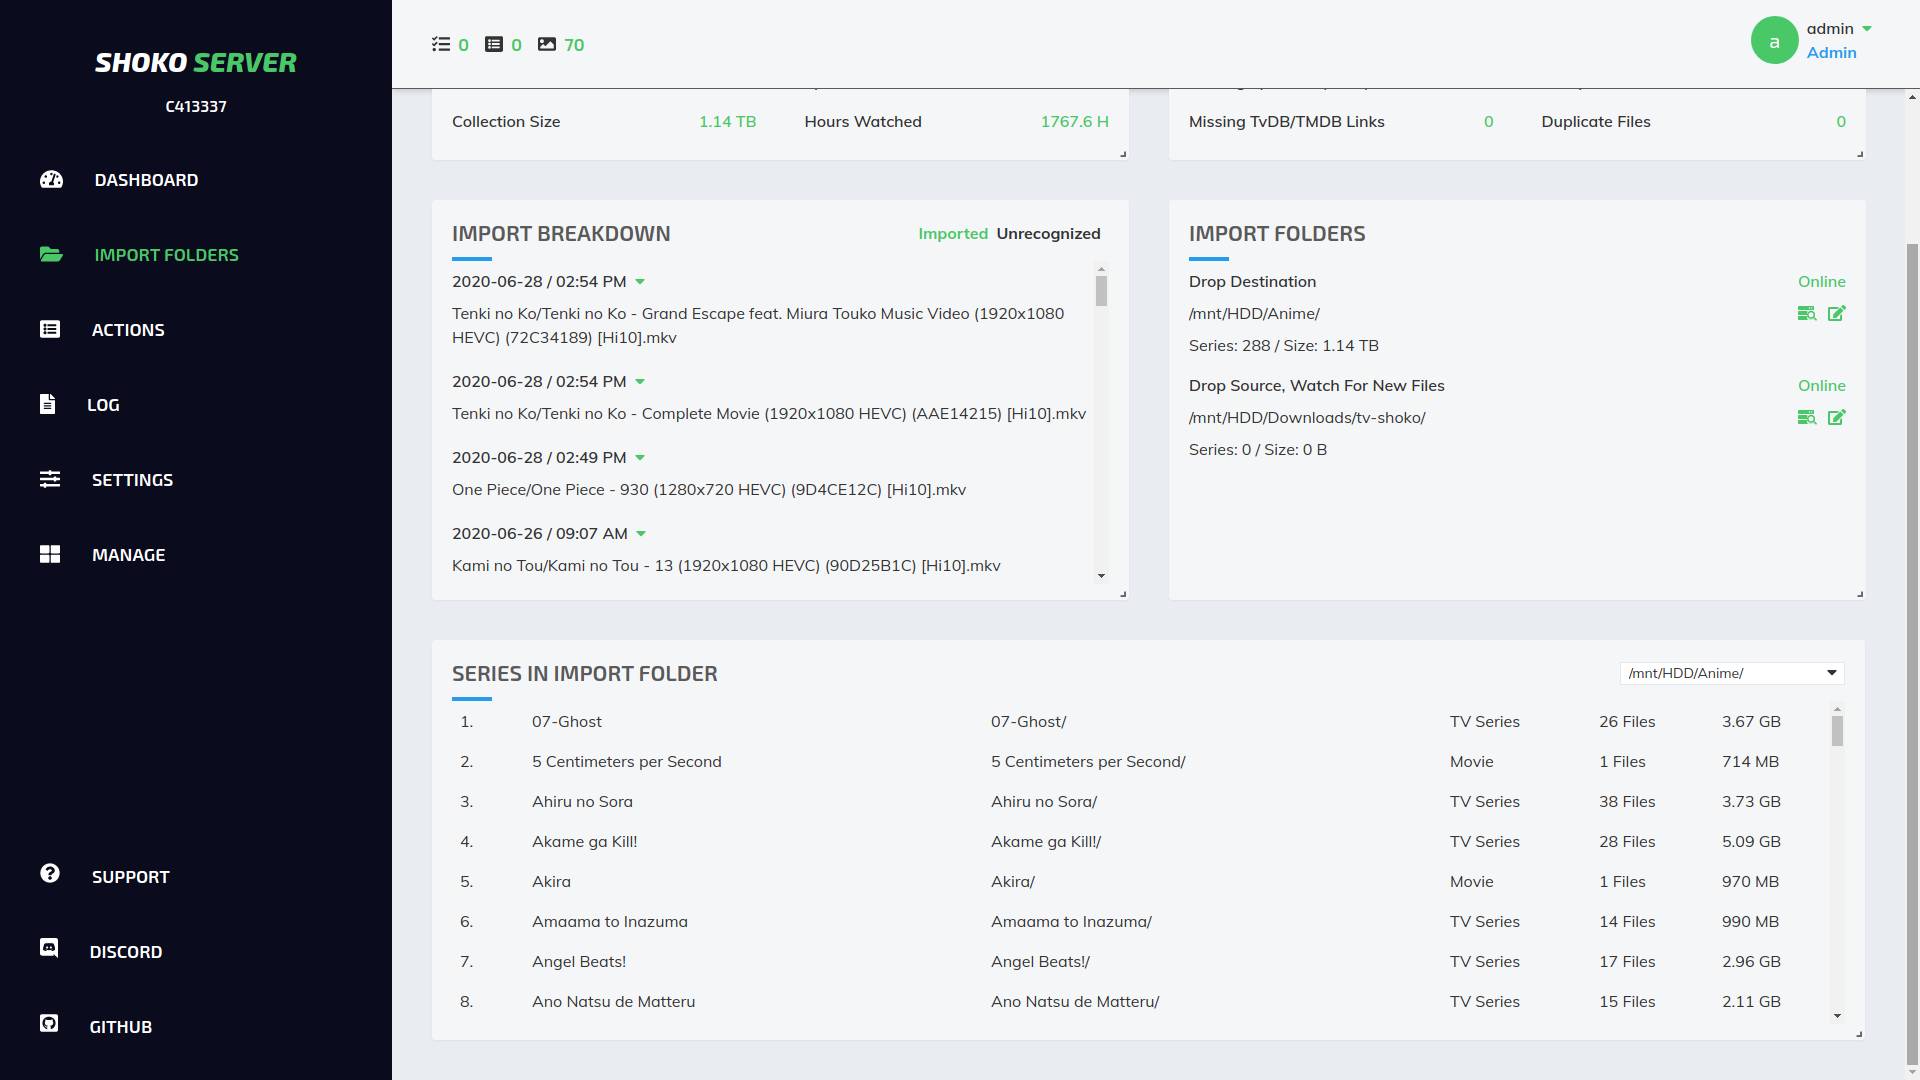 SHOKO SERVER
C413337
DASHBOARD
IMPORT FOLDERS
ACTIONS
LOG
SETTINGS
MANAGE
SUPPORT
DISCORD
GITHUB
0 0 70
a
admin
Admin
Collection Size 1.14 TB Hours Watched 1767.6 H
Missing TvDB/TMDB Links 0 Duplicate Files 0
IMPORT BREAKDOWN
Imported Unrecognized
2020-06-28 / 02:54 PM
Tenki no Ko/Tenki no Ko - Grand Escape feat. Miura Touko Music Video (1920x1080
HEVC) (72C34189) [Hi10].mkv
2020-06-28 / 02:54 PM
Tenki no Ko/Tenki no Ko - Complete Movie (1920x1080 HEVC) (AAE14215) [Hi10].mkv
2020-06-28 / 02:49 PM
One Piece/One Piece - 930 (1280x720 HEVC) (9D4CE12C) [Hi10].mkv
2020-06-26 / 09:07 AM
Kami no Tou/Kami no Tou - 13 (1920x1080 HEVC) (90D25B1C) [Hi10].mkv
IMPORT FOLDERS
Drop Destination Online
/mnt/HDD/Anime/
Series: 288 / Size: 1.14 TB
Drop Source, Watch For New Files Online
/mnt/HDD/Downloads/tv-shoko/
Series: 0 / Size: 0 B
SERIES IN IMPORT FOLDER
/mnt/HDD/Anime/
1. 07-Ghost 07-Ghost/ TV Series 26 Files 3.67 GB
2. 5 Centimeters per Second 5 Centimeters per Second/ Movie 1 Files 714 MB
3. Ahiru no Sora Ahiru no Sora/ TV Series 38 Files 3.73 GB
4. Akame ga Kill! Akame ga Kill!/ TV Series 28 Files 5.09 GB
5. Akira Akira/ Movie 1 Files 970 MB
6. Amaama to Inazuma Amaama to Inazuma/ TV Series 14 Files 990 MB
7. Angel Beats! Angel Beats!/ TV Series 17 Files 2.96 GB
8. Ano Natsu de Matteru Ano Natsu de Matteru/ TV Series 15 Files 2.11 GB